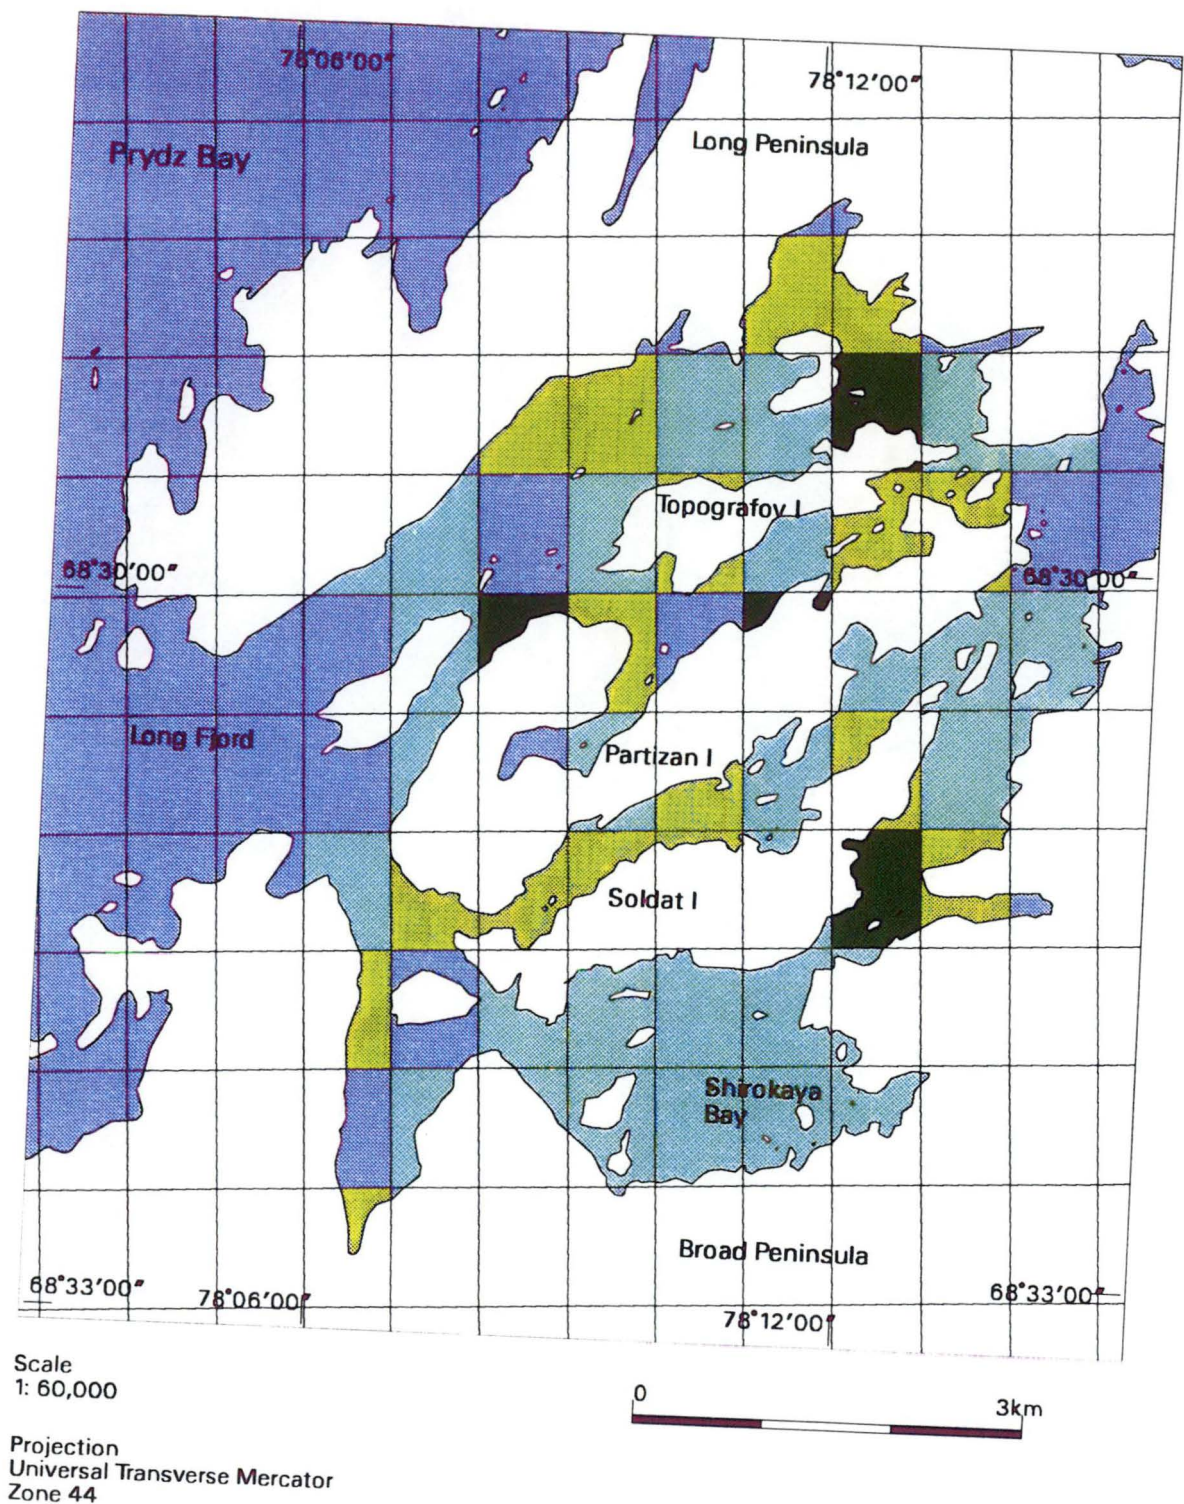 78°06'00"
78°12'00"
Prydz Bay
Long Peninsula
Topografov I
68°30'00"
68°30'00"
Long Fjord
Partizan I
Soldat I
Shirokaya
Bay
Broad Peninsula
68°33'00"
78°06'00"
68°33'00"
78°12'00"
Scale
1: 60,000
0
3km
Projection
Universal Transverse Mercator
Zone 44